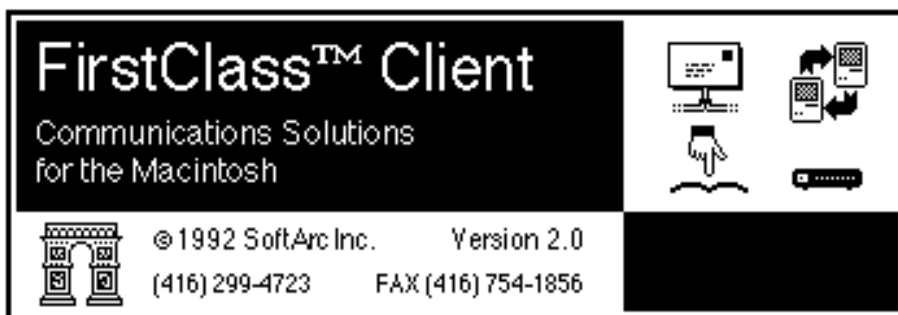 FirstClass™ Client
Communications Solutions
for the Macintosh
©1992 SoftArc Inc. Version 2.0
(416) 299-4723 FAX (416) 754-1856